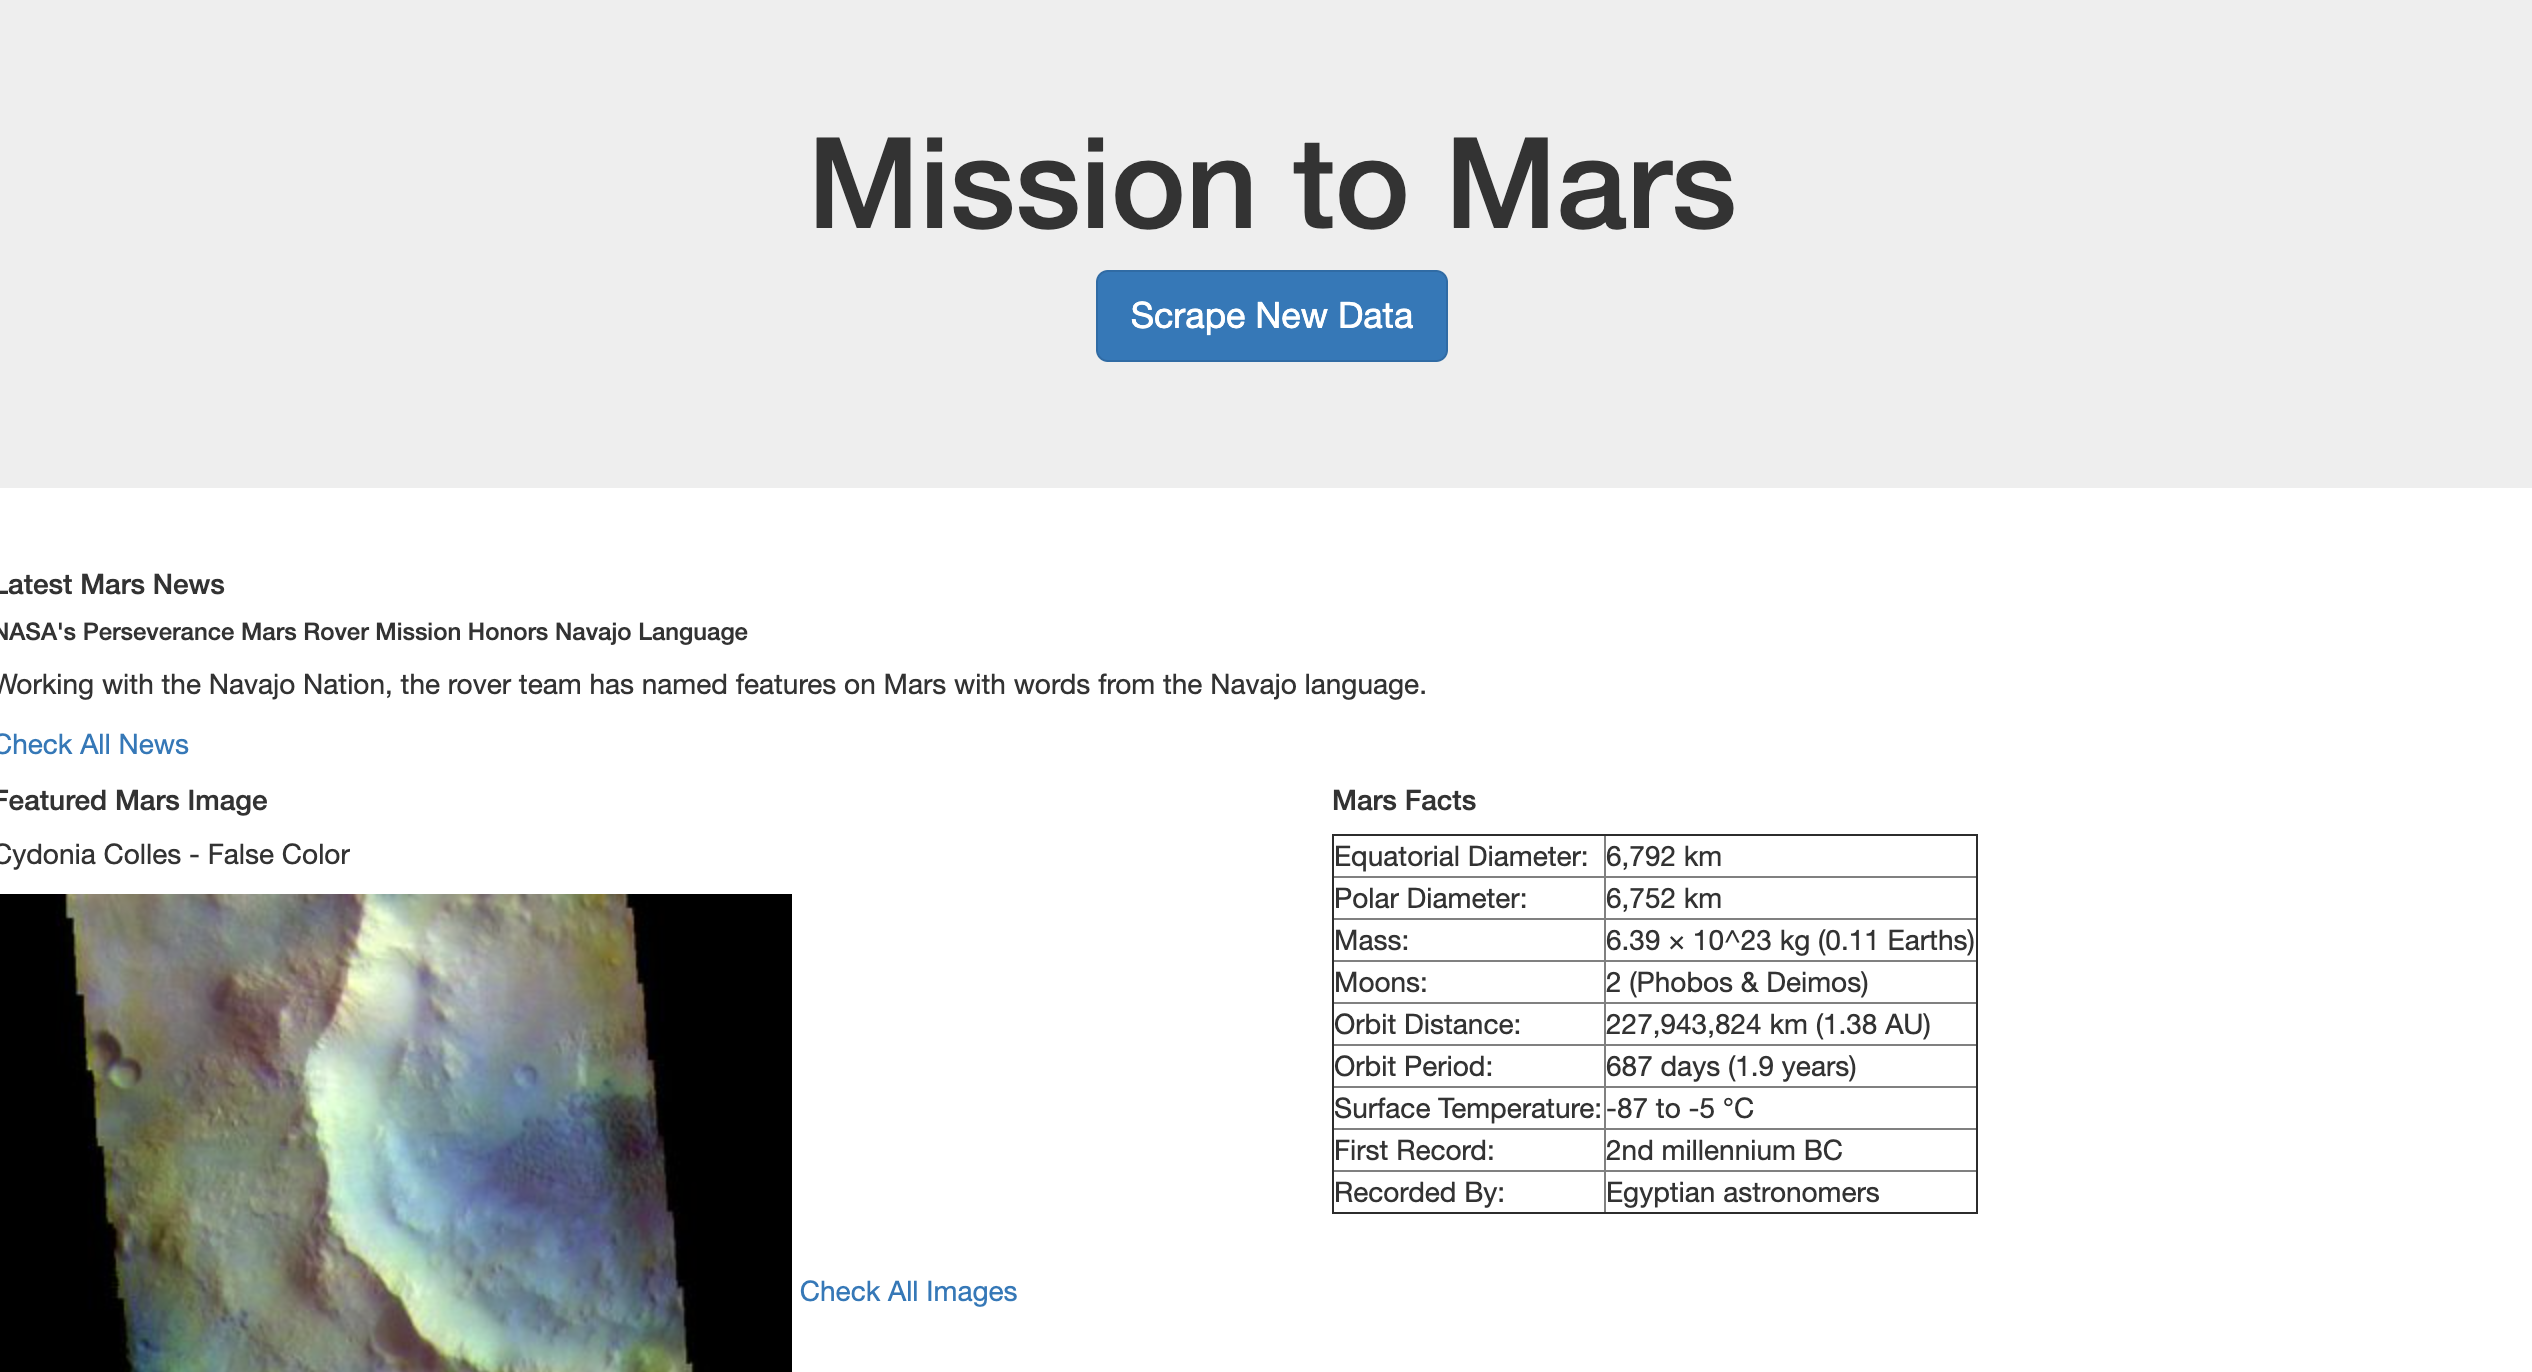 Mission to Mars
Scrape New Data
Latest Mars News
NASA's Perseverance Mars Rover Mission Honors Navajo Language
Working with the Navajo Nation, the rover team has named features on Mars with words from the Navajo language.
Check All News
Featured Mars Image
Cydonia Colles - False Color
Check All Images
Mars Facts
Equatorial Diameter: 6,792 km
Polar Diameter: 6,752 km
Mass: 6.39 × 10^23 kg (0.11 Earths)
Moons: 2 (Phobos & Deimos)
Orbit Distance: 227,943,824 km (1.38 AU)
Orbit Period: 687 days (1.9 years)
Surface Temperature: -87 to -5 °C
First Record: 2nd millennium BC
Recorded By: Egyptian astronomers